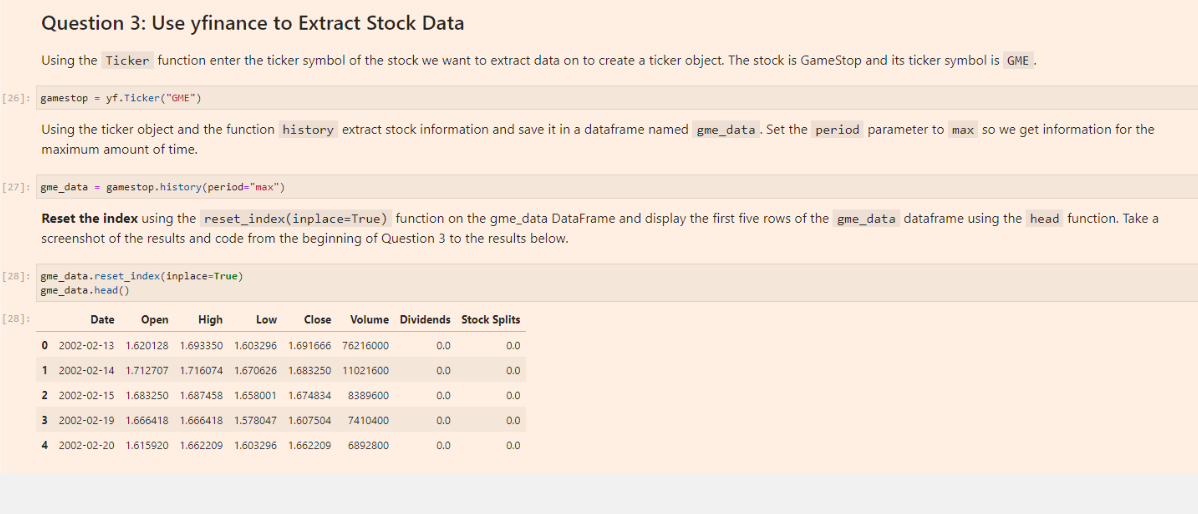 Question 3: Use yfinance to Extract Stock Data
Using the Ticker function enter the ticker symbol of the stock we want to extract data on to create a ticker object. The stock is GameStop and its ticker symbol is GME .
[26]: gamestop = yf.Ticker("GME")
Using the ticker object and the function history extract stock information and save it in a dataframe named gme_data . Set the period parameter to max so we get information for the
maximum amount of time.
[27]: gme_data = gamestop.history(period="max")
Reset the index using the reset_index(inplace=True) function on the gme_data DataFrame and display the first five rows of the gme_data dataframe using the head function. Take a
screenshot of the results and code from the beginning of Question 3 to the results below.
[28]: gme_data.reset_index(inplace=True)
gme_data.head()
[28]: Date Open High Low Close Volume Dividends Stock Splits
0 2002-02-13 1.620128 1.693350 1.603296 1.691666 76216000 0.0 0.0
1 2002-02-14 1.712707 1.716074 1.670626 1.683250 11021600 0.0 0.0
2 2002-02-15 1.683250 1.687458 1.658001 1.674834 8389600 0.0 0.0
3 2002-02-19 1.666418 1.666418 1.578047 1.607504 7410400 0.0 0.0
4 2002-02-20 1.615920 1.662209 1.603296 1.662209 6892800 0.0 0.0